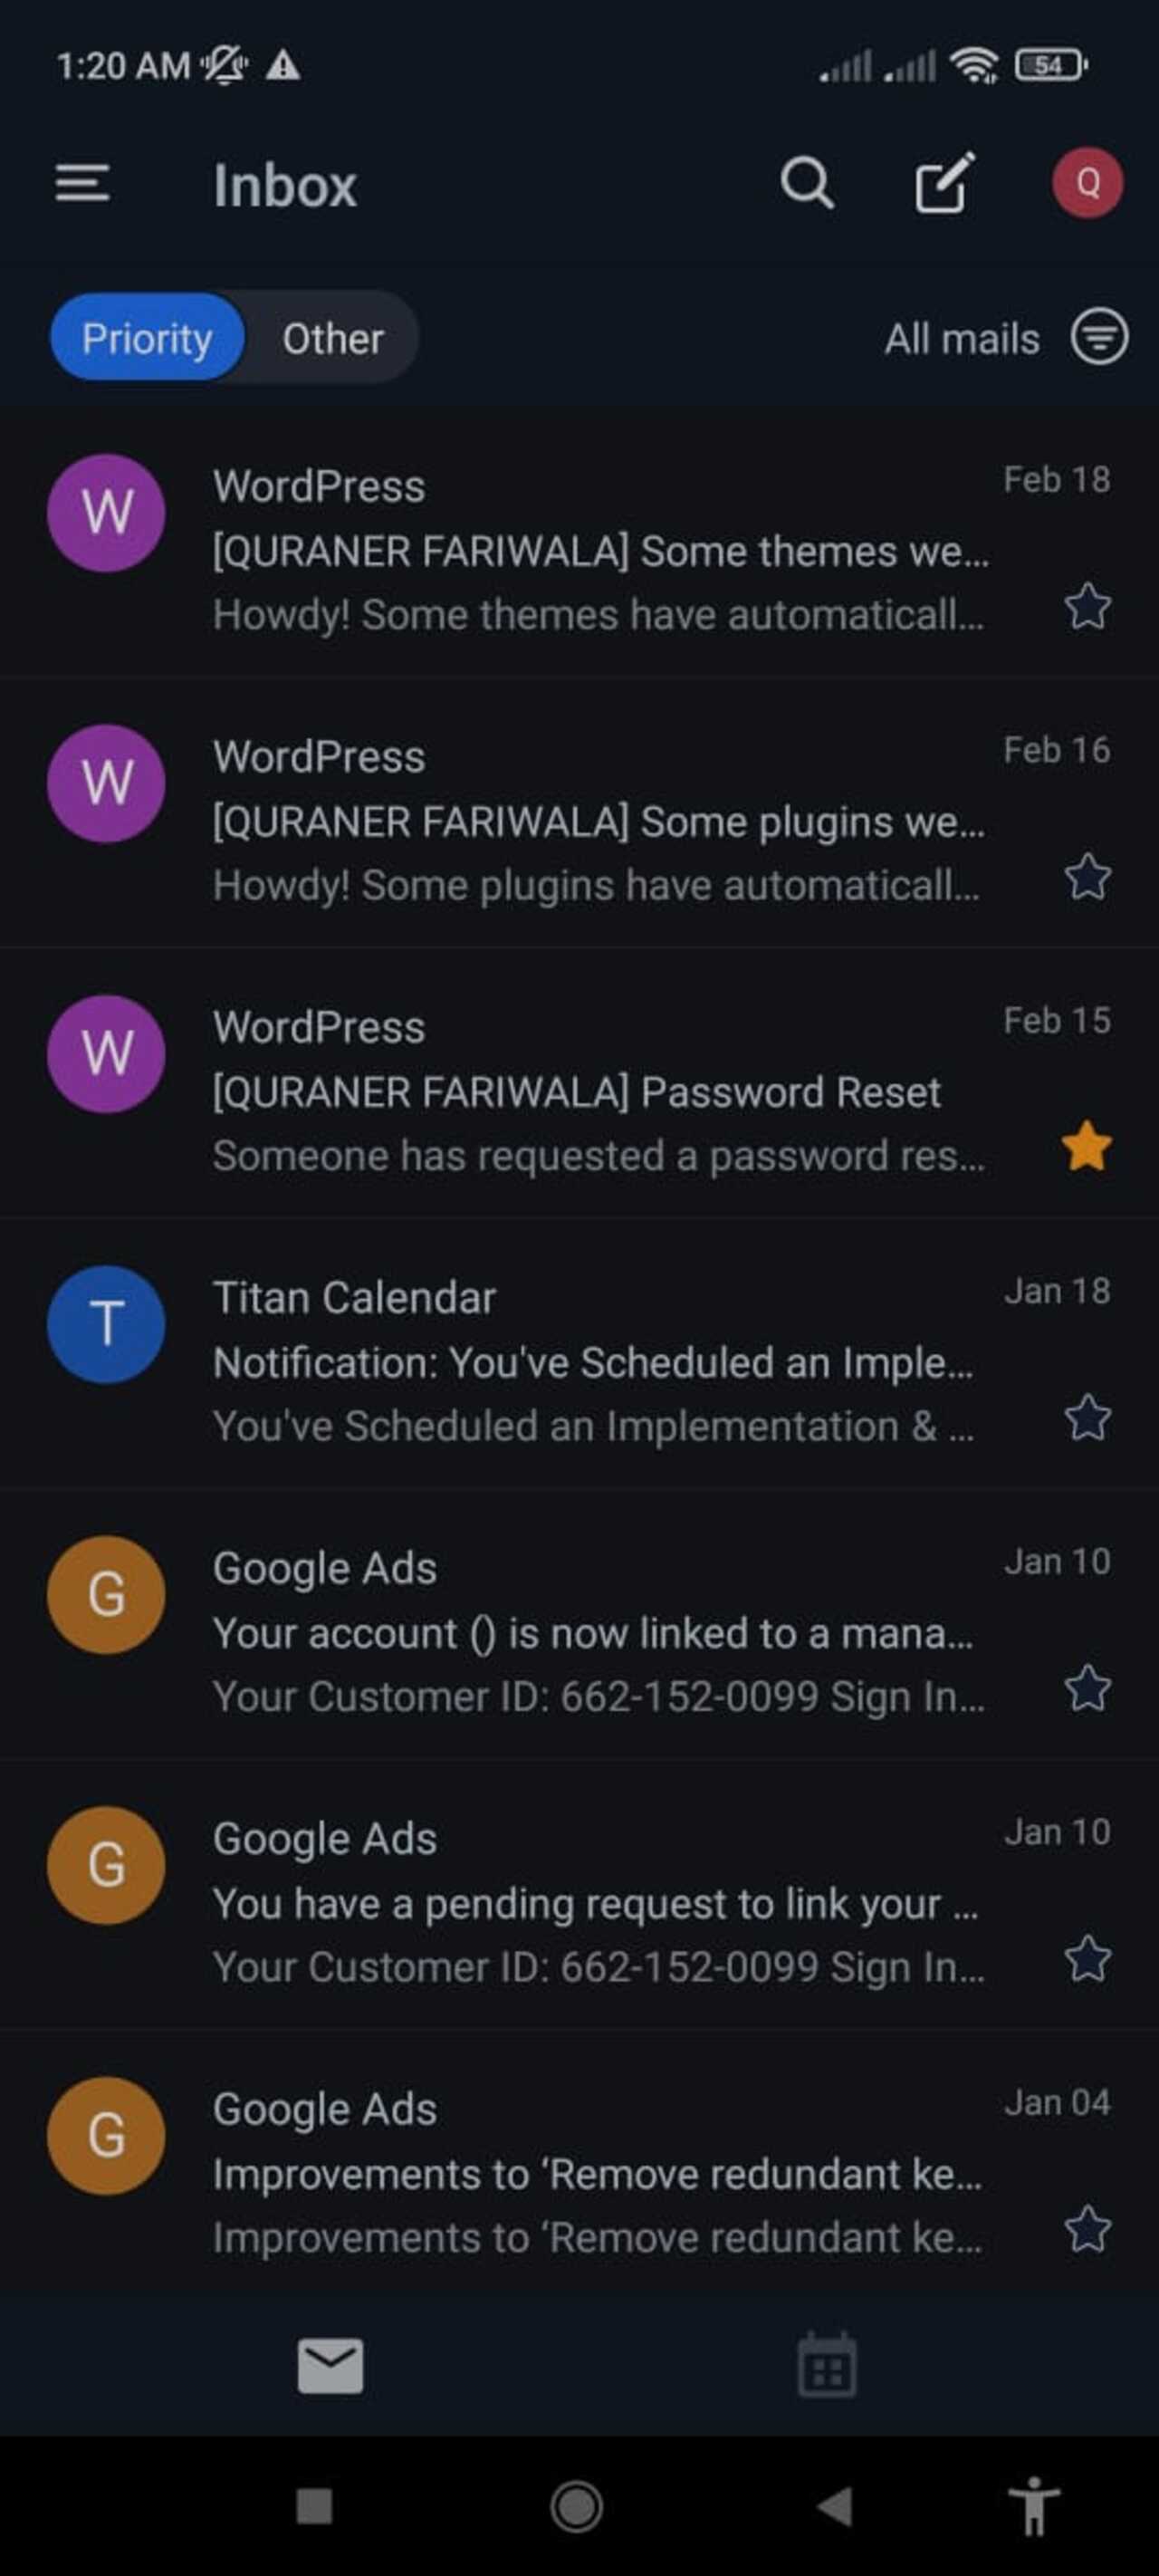 1:20 AM
54
Inbox
Q
Priority
Other
All mails
W
WordPress
Feb 18
[QURANER FARIWALA] Some themes we...
Howdy! Some themes have automaticall...
W
WordPress
Feb 16
[QURANER FARIWALA] Some plugins we...
Howdy! Some plugins have automaticall...
W
WordPress
Feb 15
[QURANER FARIWALA] Password Reset
Someone has requested a password res...
T
Titan Calendar
Jan 18
Notification: You've Scheduled an Imple...
You've Scheduled an Implementation & ...
G
Google Ads
Jan 10
Your account () is now linked to a mana...
Your Customer ID: 662-152-0099 Sign In...
G
Google Ads
Jan 10
You have a pending request to link your ...
Your Customer ID: 662-152-0099 Sign In...
G
Google Ads
Jan 04
Improvements to ‘Remove redundant ke...
Improvements to ‘Remove redundant ke...